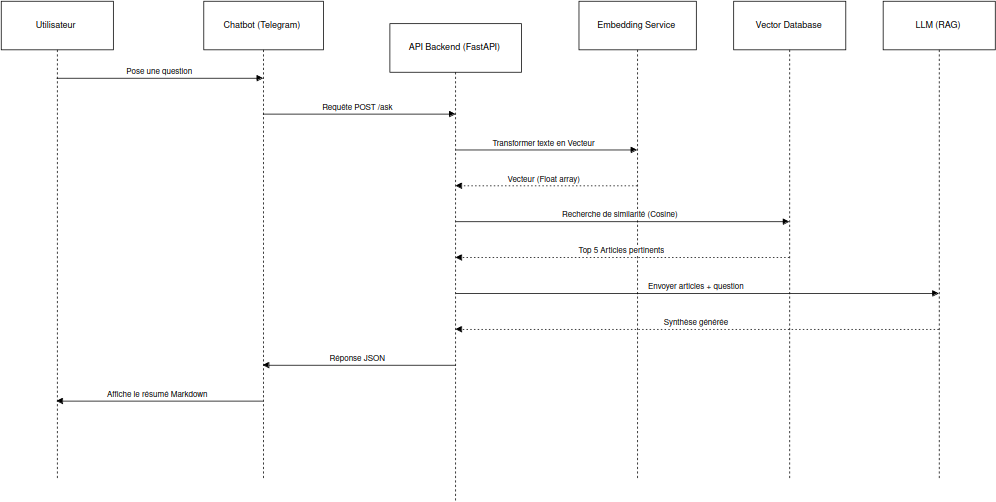 Utilisateur
Chatbot (Telegram)
API Backend (FastAPI)
Embedding Service
Vector Database
LLM (RAG)
Pose une question
Requête POST /ask
Transformer texte en Vecteur
Vecteur (Float array)
Recherche de similarité (Cosine)
Top 5 Articles pertinents
Envoyer articles + question
Synthèse générée
Réponse JSON
Affiche le résumé Markdown